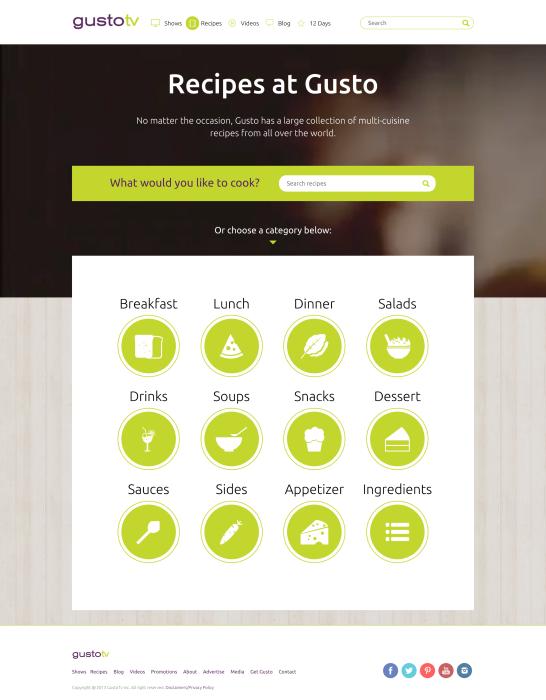 gustotv
Shows Recipes Videos Blog 12 Days Search
Recipes at Gusto
No matter the occasion, Gusto has a large collection of multi-cuisine
recipes from all over the world.
What would you like to cook? Search recipes
Or choose a category below:
Breakfast Lunch Dinner Salads
Drinks Soups Snacks Dessert
Sauces Sides Appetizer Ingredients
gustotv
Shows Recipes Blog Videos Promotions About Advertise Media Get Gusto Contact
Copyright @ 2013 GustoTV Inc. All right reserved. Disclaimers/Privacy Policy